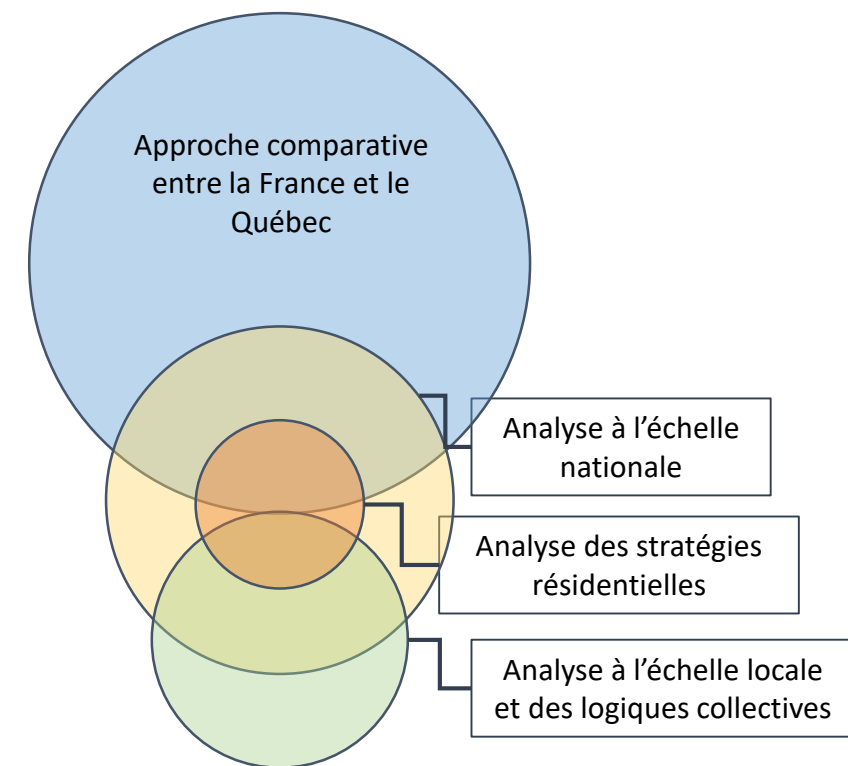 Approche comparative
entre la France et le
Québec
Analyse à l’échelle
nationale
Analyse des stratégies
résidentielles
Analyse à l’échelle locale
et des logiques collectives